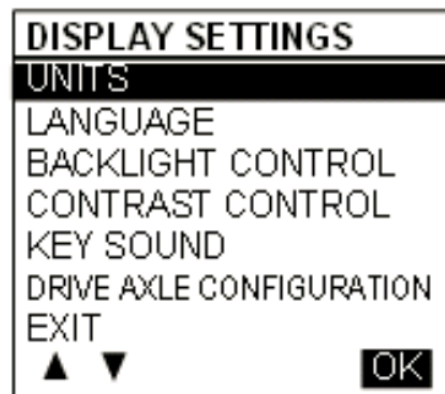 DISPLAY SETTINGS
UNITS
LANGUAGE
BACKLIGHT CONTROL
CONTRAST CONTROL
KEY SOUND
DRIVE AXLE CONFIGURATION
EXIT
▲ ▼ OK